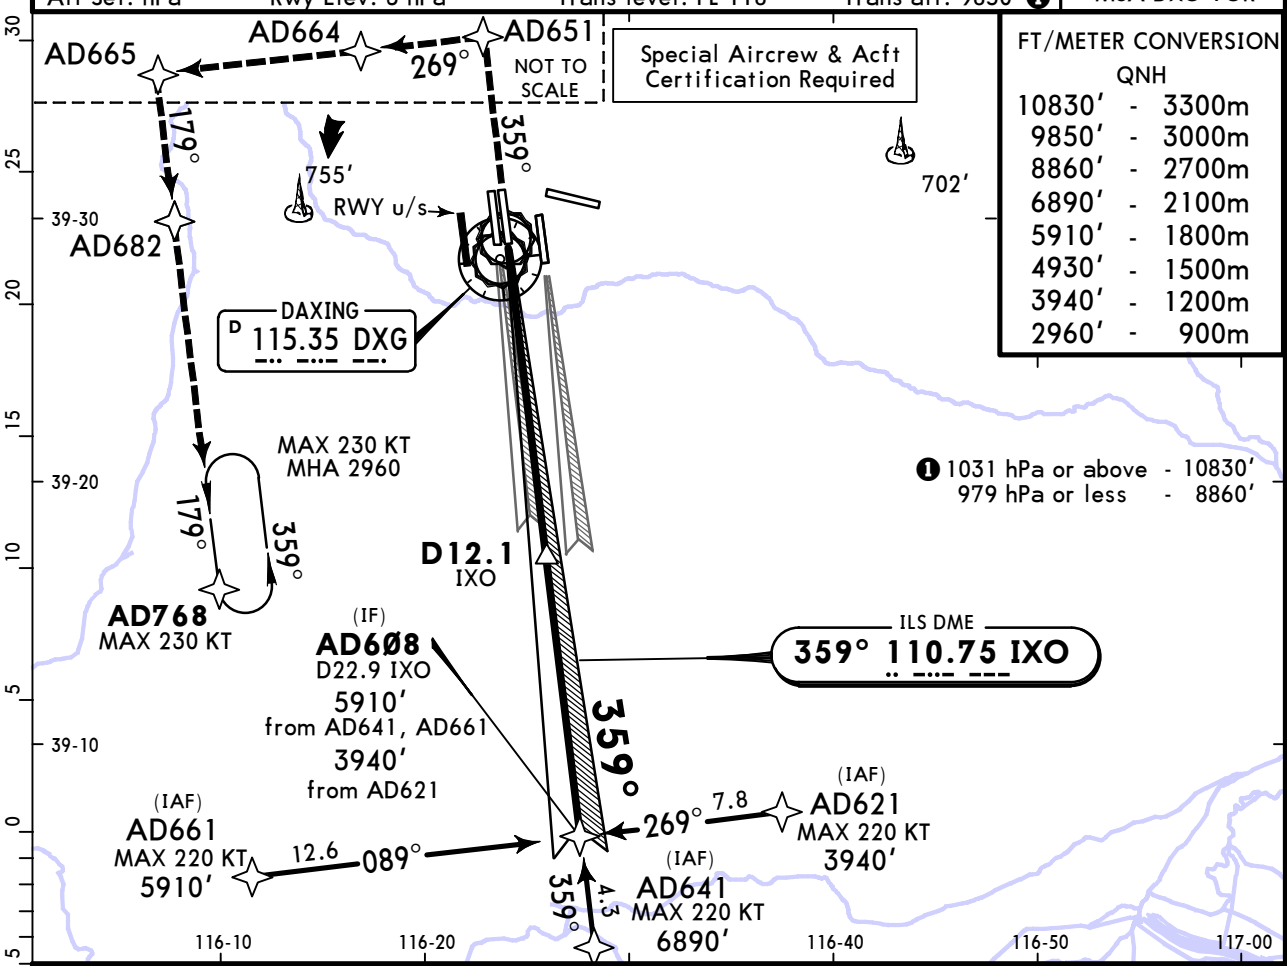 Rwy Elev: 0 hPa
AD665
AD664
AD651
269°
NOT TO
SCALE
Special Aircrew & Acft
Certification Required
FT/METER CONVERSION
QNH
10830' - 3300m
9850' - 3000m
8860' - 2700m
6890' - 2100m
5910' - 1800m
4930' - 1500m
3940' - 1200m
2960' - 900m
30
25
20
15
10
5
0
5
179°
359°
755'
702'
RWY u/s
39-30
AD682
DAXING
D 115.35 DXG
MAX 230 KT
MHA 2960
39-20
1 1031 hPa or above - 10830'
979 hPa or less - 8860'
179°
359°
D12.1
IXO
AD768
MAX 230 KT
(IF)
AD6Ø8
D22.9 IXO
5910'
from AD641, AD661
3940'
from AD621
ILS DME
359° 110.75 IXO
359°
39-10
(IAF)
AD661
MAX 220 KT
5910'
12.6
089°
269°
7.8
(IAF)
AD621
MAX 220 KT
3940'
359°
4.3
(IAF)
AD641
MAX 220 KT
6890'
116-10
116-20
116-40
116-50
117-00